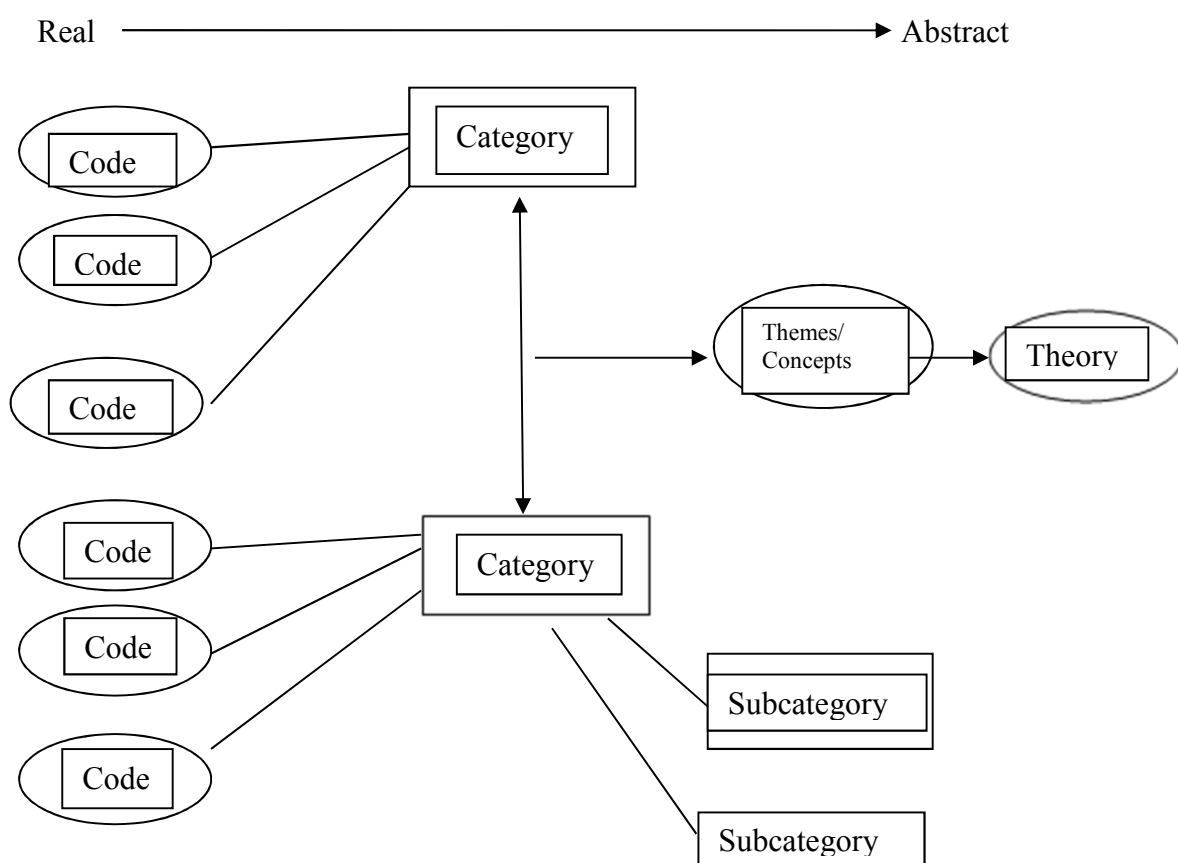 Real
Abstract
Code
Category
Code
Code
Themes/
Concepts
Theory
Code
Category
Code
Code
Subcategory
Subcategory